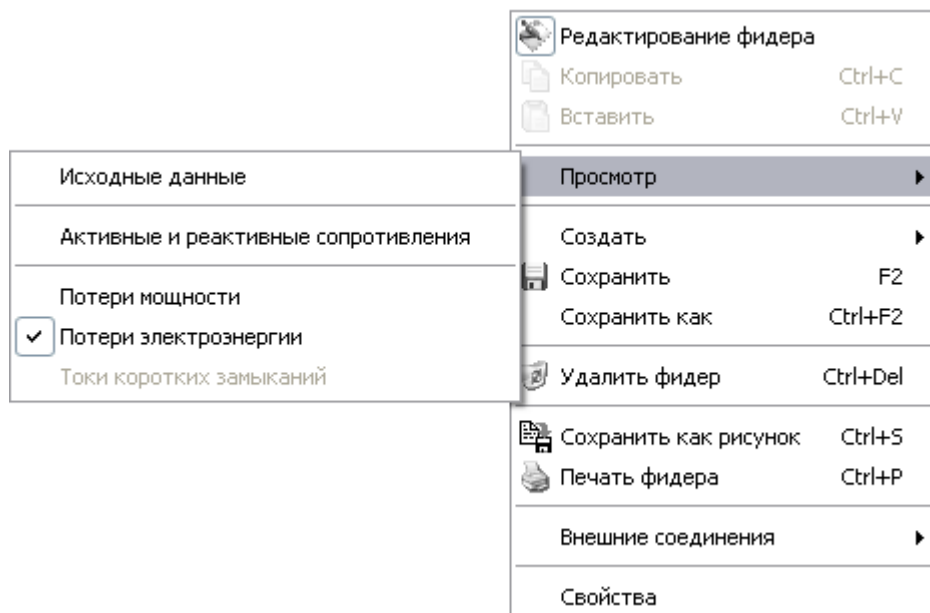 Редактирование фидера
Копировать Ctrl+C
Вставить Ctrl+V
Просмотр
Создать
Сохранить F2
Сохранить как Ctrl+F2
Удалить фидер Ctrl+Del
Сохранить как рисунок Ctrl+S
Печать фидера Ctrl+P
Внешние соединения
Свойства
Исходные данные
Активные и реактивные сопротивления
Потери мощности
Потери электроэнергии
Токи коротких замыканий